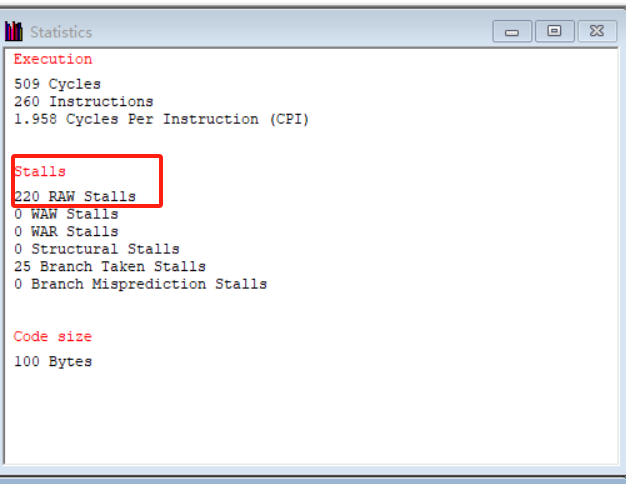 Statistics
Execution
509 Cycles
260 Instructions
1.958 Cycles Per Instruction (CPI)
Stalls
220 RAW Stalls
0 WAW Stalls
0 WAR Stalls
0 Structural Stalls
25 Branch Taken Stalls
0 Branch Misprediction Stalls
Code size
100 Bytes